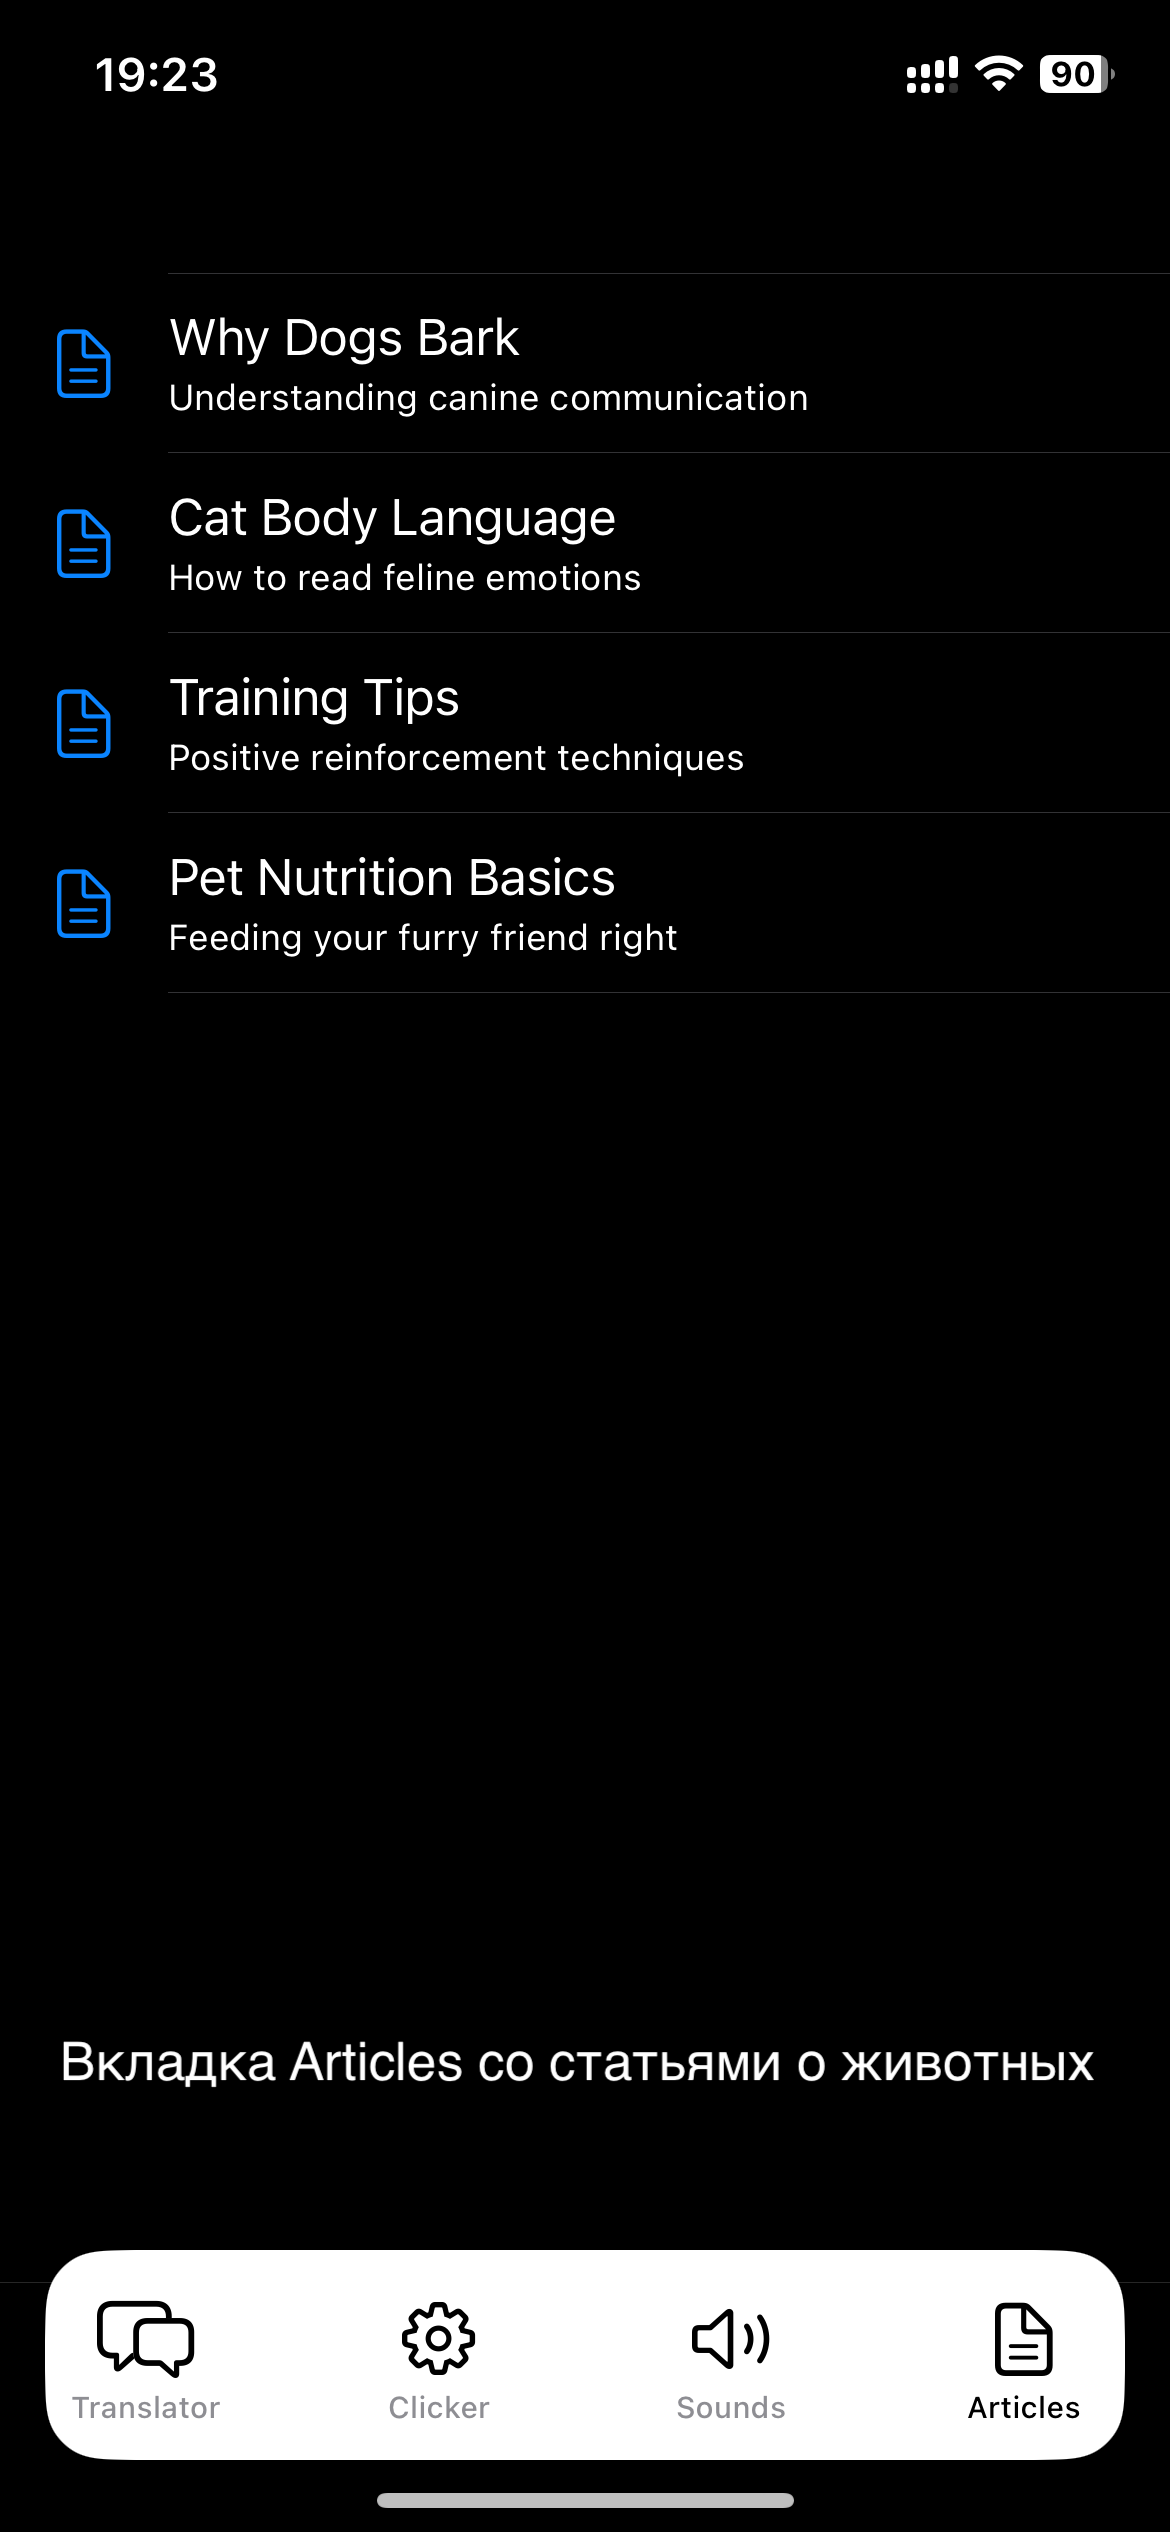 19:23
90
Why Dogs Bark
Understanding canine communication
Cat Body Language
How to read feline emotions
Training Tips
Positive reinforcement techniques
Pet Nutrition Basics
Feeding your furry friend right
Вкладка Articles со статьями о животных
Translator Clicker Sounds Articles